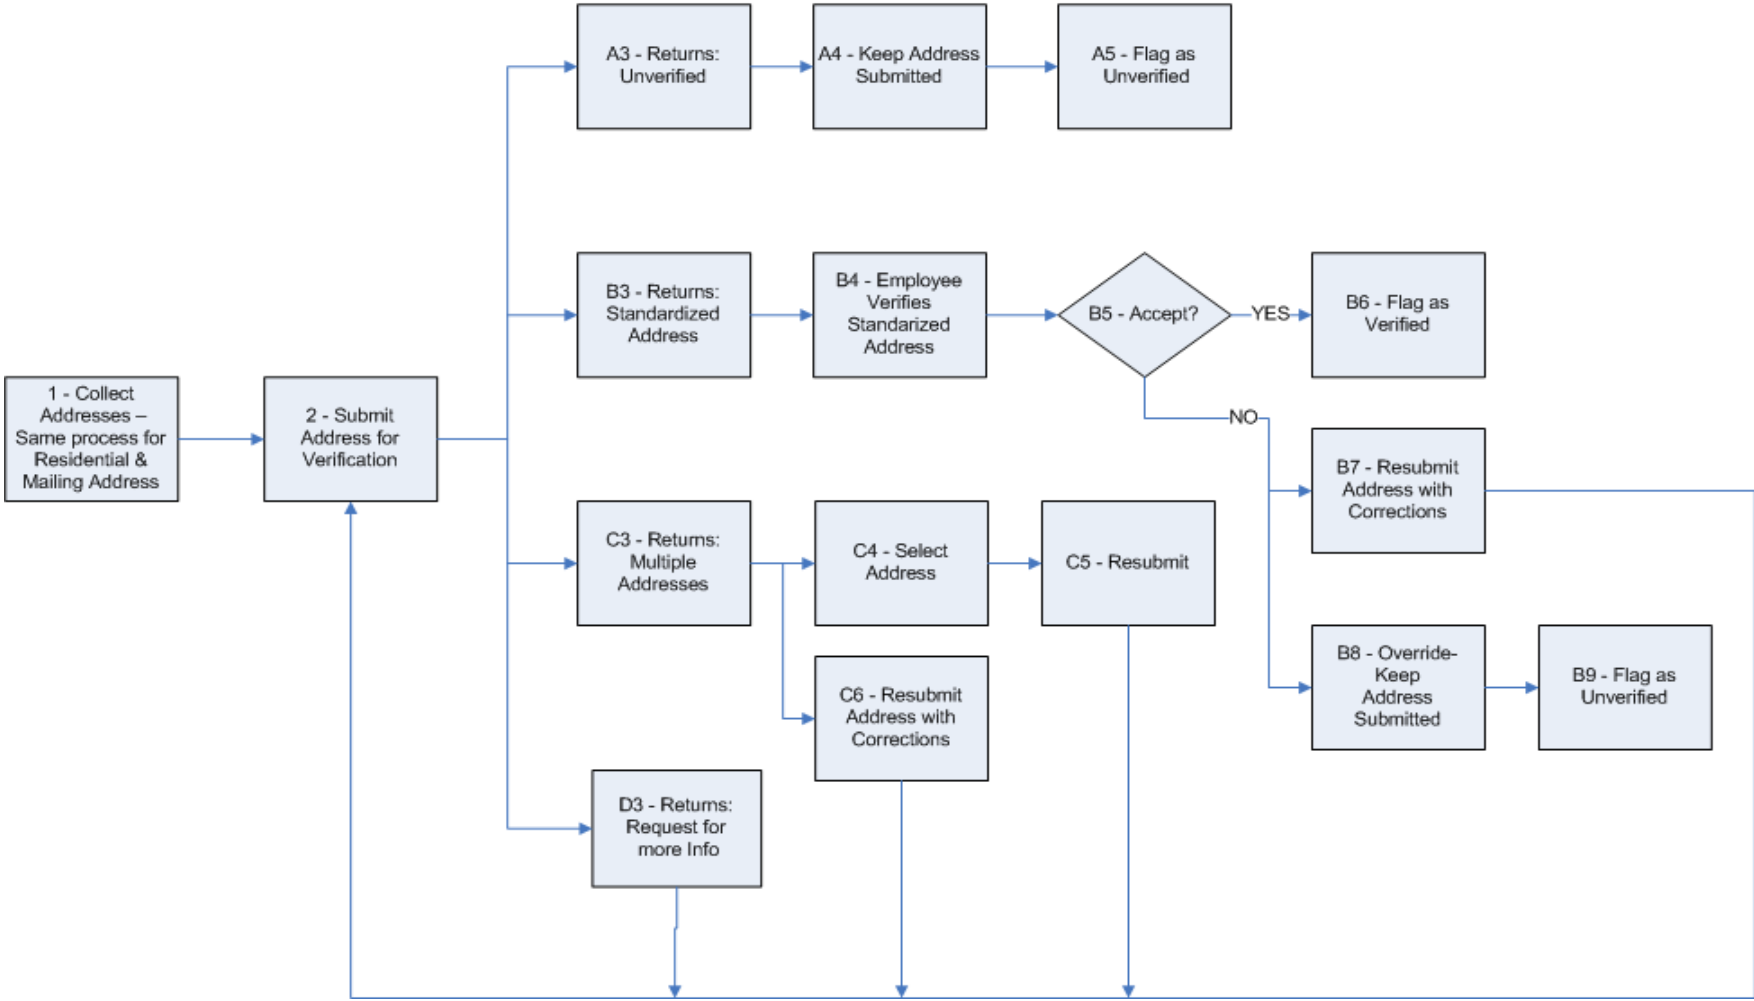 A3 - Returns:
Unverified
A4 - Keep Address
Submitted
A5 - Flag as
Unverified
B3 - Returns:
Standardized
Address
B4 - Employee
Verifies
Standarized
Address
B5 - Accept?
YES
B6 - Flag as
Verified
1 - Collect
Addresses –
Same process for
Residential &
Mailing Address
2 - Submit
Address for
Verification
NO
B7 - Resubmit
Address with
Corrections
C3 - Returns:
Multiple
Addresses
C4 - Select
Address
C5 - Resubmit
B8 - Override-
Keep
Address
Submitted
B9 - Flag as
Unverified
C6 - Resubmit
Address with
Corrections
D3 - Returns:
Request for
more Info